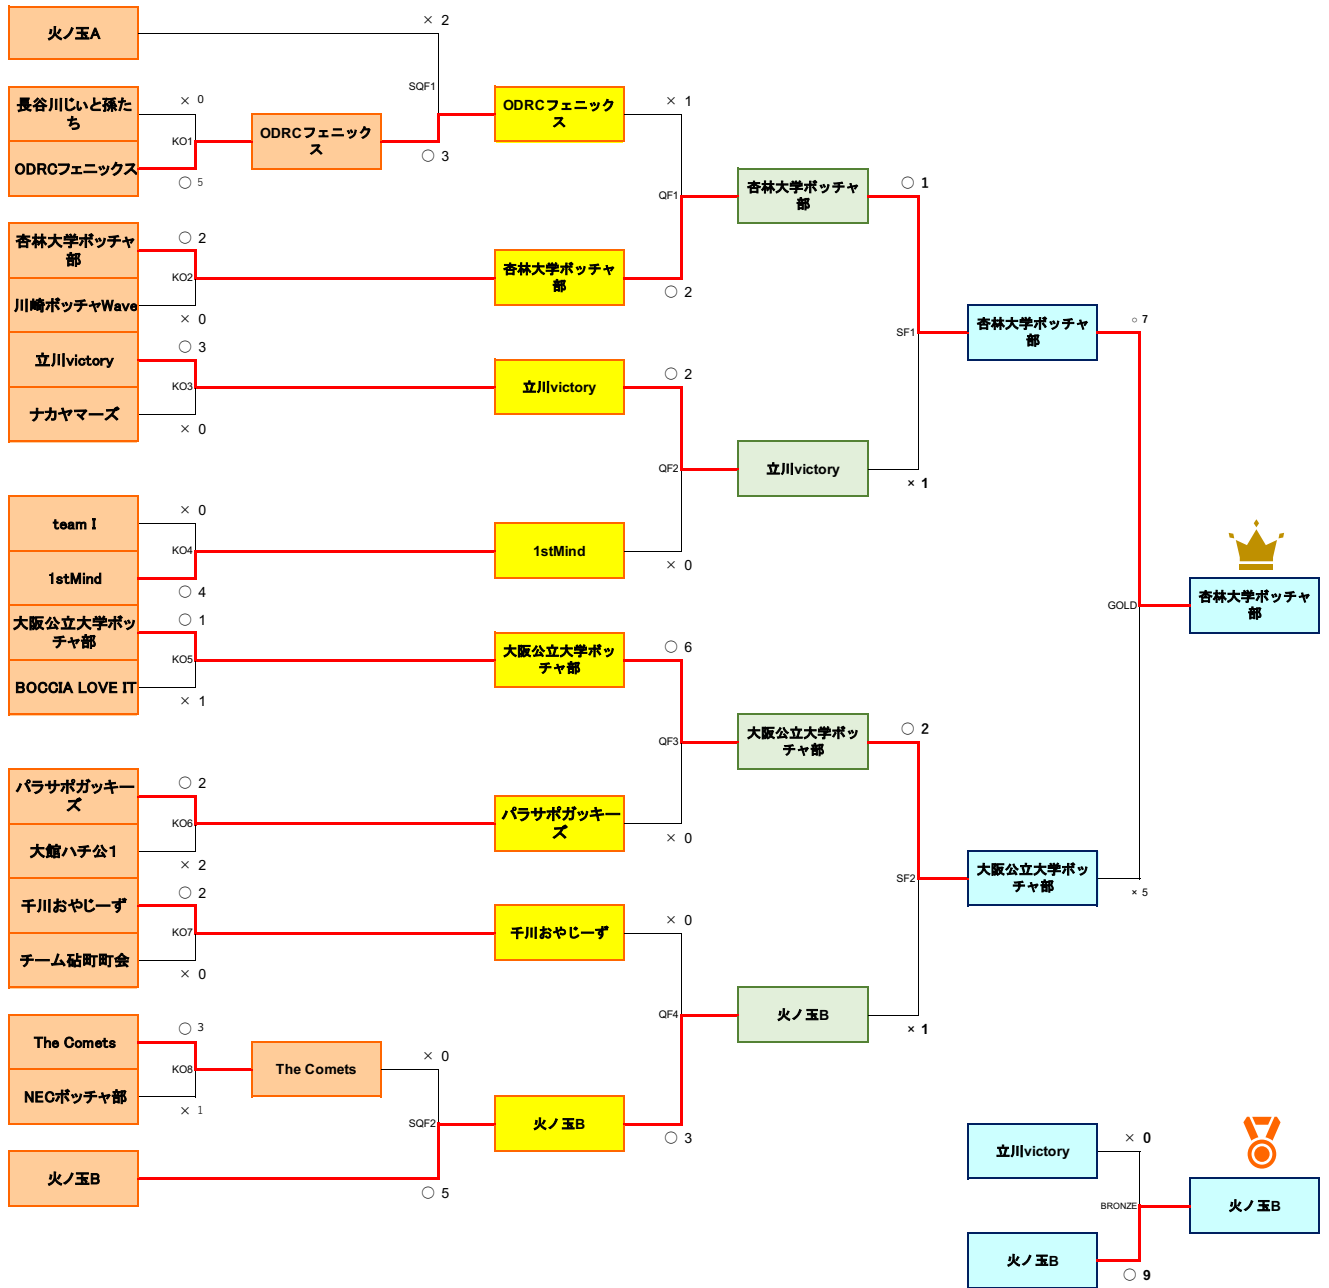 火ノ玉A
× 2
SQF1
長谷川じぃと孫た
ち
× 0
KO1
ODRCフェニックス
○ 5
ODRCフェニック
ス
○ 3
ODRCフェニック
ス
× 1
QF1
杏林大学ボッチャ
部
○ 2
KO2
川崎ボッチャWave
× 0
杏林大学ボッチャ
部
○ 2
杏林大学ボッチャ
部
○ 1
SF1
立川victory
○ 3
KO3
ナカヤマーズ
× 0
立川victory
○ 2
QF2
立川victory
× 1
team I
× 0
KO4
1stMind
○ 4
1stMind
× 0
杏林大学ボッチャ
部
○ 7
GOLD
杏林大学ボッチャ
部
大阪公立大学ボッ
チャ部
○ 1
KO5
BOCCIA LOVE IT
× 1
大阪公立大学ボッ
チャ部
○ 6
QF3
大阪公立大学ボッ
チャ部
○ 2
SF2
パラサポガッキー
ズ
○ 2
KO6
大館ハチ公1
× 2
パラサポガッキー
ズ
× 0
大阪公立大学ボッ
チャ部
× 5
千川おやじーず
○ 2
KO7
チーム砧町町会
× 0
千川おやじーず
× 0
QF4
火ノ玉B
× 1
The Comets
○ 3
KO8
NECボッチャ部
× 1
The Comets
× 0
SQF2
火ノ玉B
○ 3
火ノ玉B
○ 5
立川victory
× 0
BRONZE
火ノ玉B
火ノ玉B
○ 9